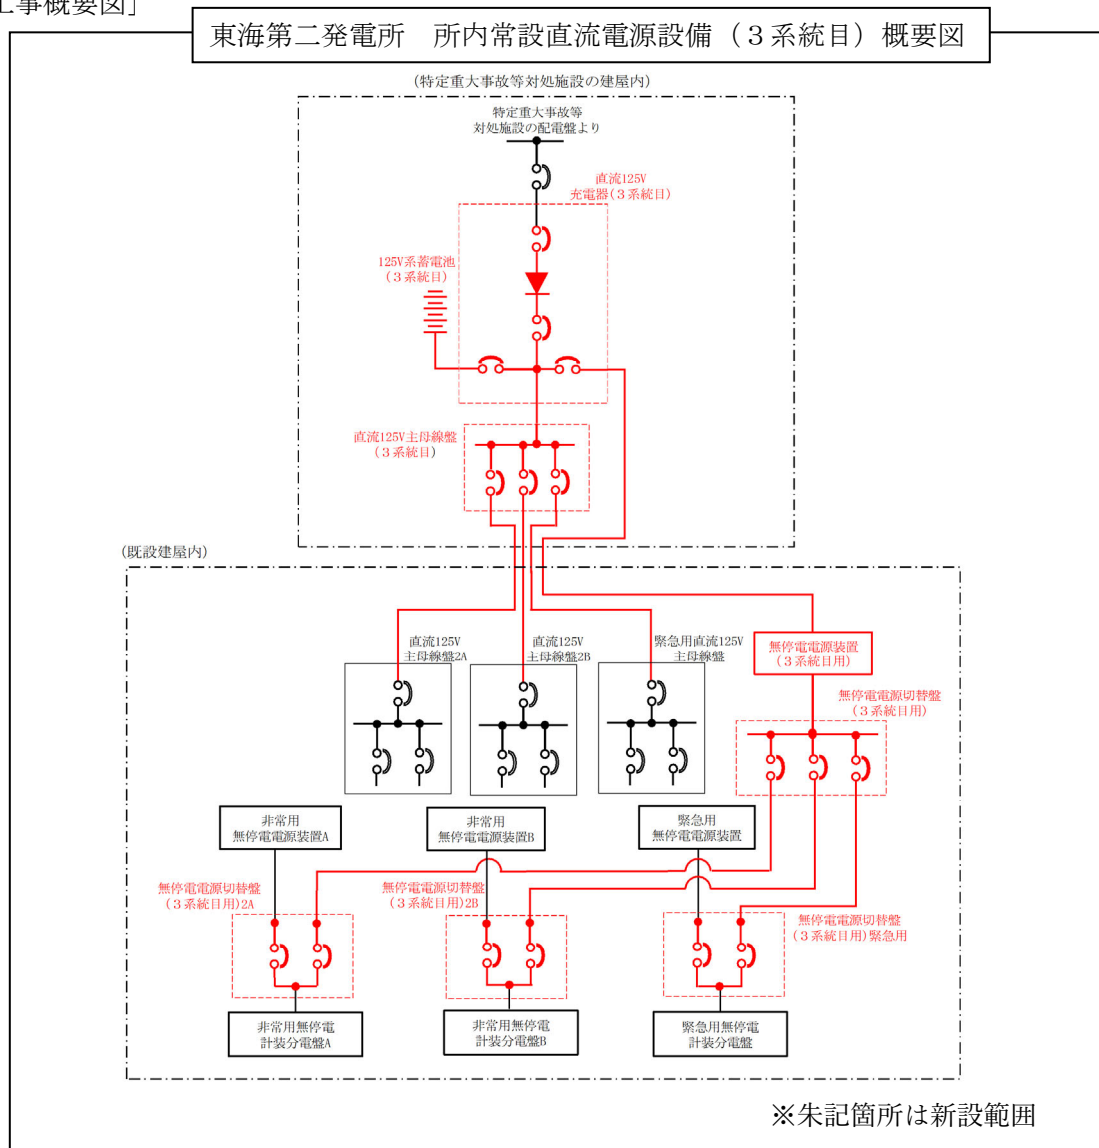 工事概要図］
東海第二発電所　所内常設直流電源設備（３系統目）概要図
(特定重大事故等対処施設の建屋内)
特定重大事故等
対処施設の配電盤より
直流125V
充電器(３系統目)
125V系蓄電池
(３系統目)
直流125V主母線盤
(３系統目)
(既設建屋内)
直流125V
主母線盤2A
直流125V
主母線盤2B
緊急用直流125V
主母線盤
無停電電源装置
(３系統目用)
無停電電源切替盤
(３系統目用)
非常用
無停電電源装置A
非常用
無停電電源装置B
緊急用
無停電電源装置
無停電電源切替盤
(３系統目用)2A
無停電電源切替盤
(３系統目用)2B
無停電電源切替盤
(３系統目用)緊急用
非常用無停電
計装分電盤A
非常用無停電
計装分電盤B
緊急用無停電
計装分電盤
※朱記箇所は新設範囲